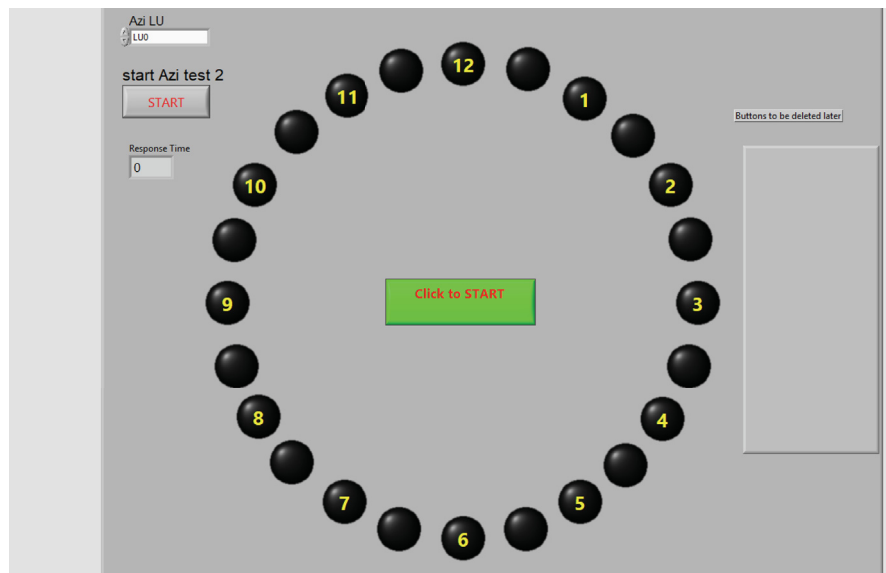 Azi LU
LU0
start Azi test 2
START
Response Time
0
Buttons to be deleted later
12
11
1
10
2
9
Click to START
3
8
4
7
5
6